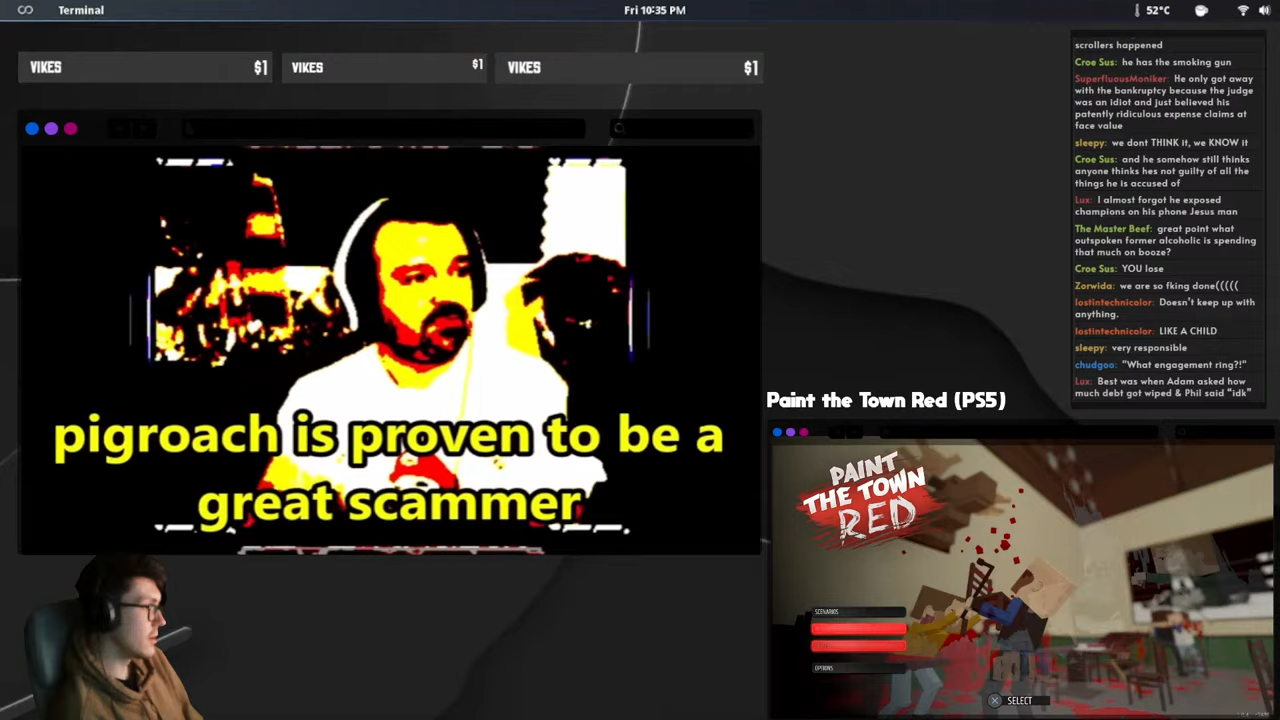 Terminal
Fri 10:35 PM
52°C
VIKES $1
VIKES $1
VIKES $1
pigroach is proven to be a
great scammer
scrollers happened
Croe Sus: he has the smoking gun
SuperfluousMoniker: He only got away
with the bankruptcy because the judge
was an idiot and just believed his
patently ridiculous expense claims at
face value
sleepy: we dont THINK it, we KNOW it
Croe Sus: and he somehow still thinks
anyone thinks hes not guilty of all the
things he is accused of
Lux: I almost forgot he exposed
champions on his phone Jesus man
The Master Beef: great point what
outspoken former alcoholic is spending
that much on booze?
Croe Sus: YOU lose
Zorwida: we are so fking done(((((
lostintechnicolor: Doesn't keep up with
anything.
lostintechnicolor: LIKE A CHILD
sleepy: very responsible
chudgoo: "What engagement ring?!"
Lux: Best was when Adam asked how
much debt got wiped & Phil said “idk”
Paint the Town Red (PS5)
PAINT
THE TOWN
RED
SCENARIOS
OPTIONS
SELECT